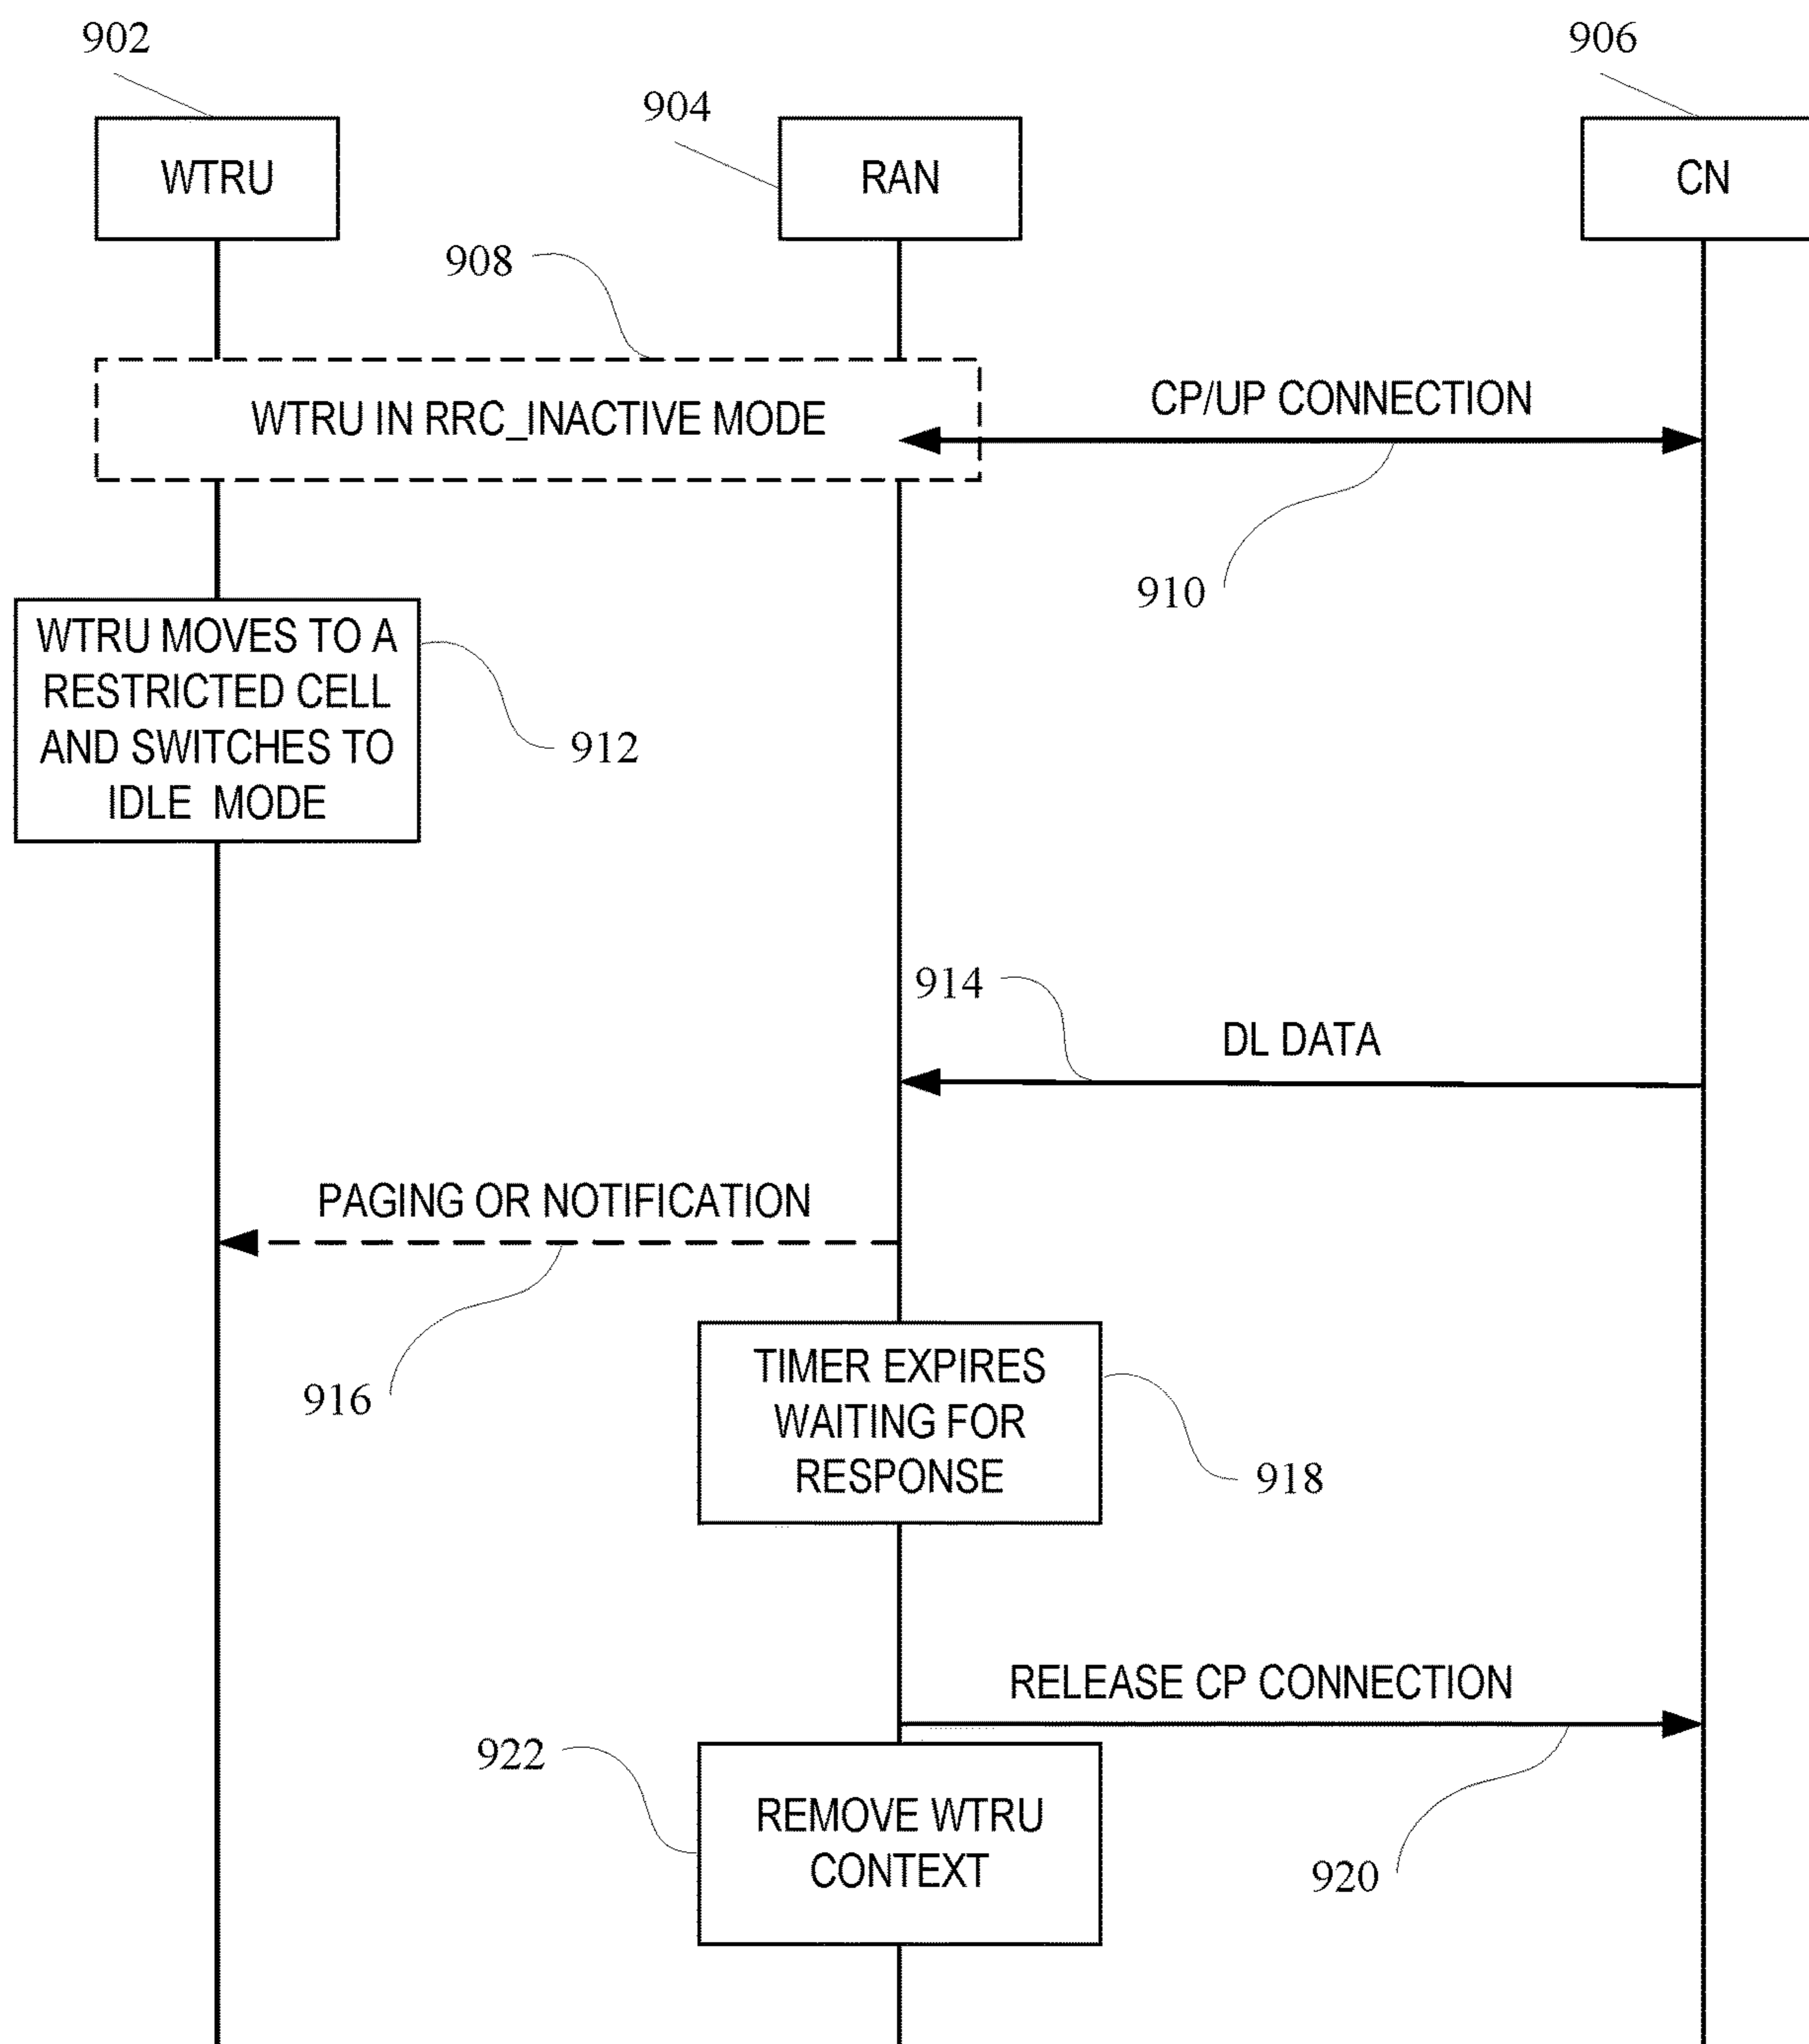 902
906
904
WTRU
RAN
CN
908
CP/UP CONNECTION
WTRU IN RRC_INACTIVE MODE
910
WTRU MOVES TO A
RESTRICTED CELL
AND SWITCHES TO
IDLE MODE
912
914
DL DATA
PAGING OR NOTIFICATION
916
TIMER EXPIRES
WAITING FOR
RESPONSE
918
RELEASE CP CONNECTION
922
REMOVE WTRU
CONTEXT
920